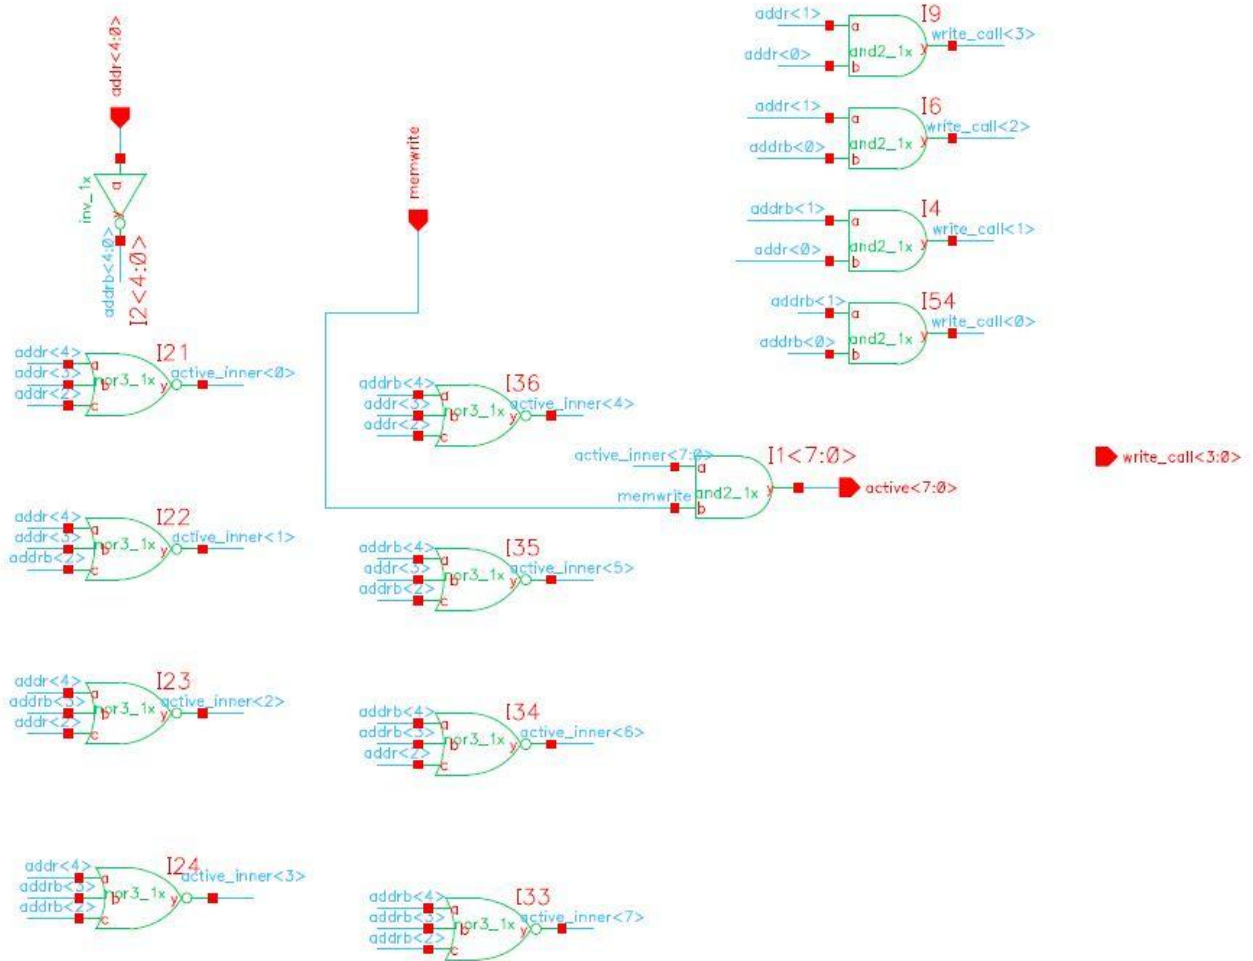 addr<4:0>
a
inv_1x
y
addrb<4:0>
I2<4:0>
memwrite
addr<1>
a
I9
and2_1x
y
write_call<3>
addr<0>
b
addr<1>
a
I6
and2_1x
y
write_call<2>
addrb<0>
b
addrb<1>
a
I4
and2_1x
y
write_call<1>
addr<0>
b
addrb<1>
a
I54
and2_1x
y
write_call<0>
addrb<0>
b
addr<4>
a
I21
addr<3>
b
nor3_1x
y
active_inner<0>
addr<2>
c
addrb<4>
a
I36
addr<3>
b
nor3_1x
y
active_inner<4>
addr<2>
c
active_inner<7:0>
a
I1<7:0>
and2_1x
y
active<7:0>
memwrite
b
write_call<3:0>
addr<4>
a
I22
addr<3>
b
nor3_1x
y
active_inner<1>
addrb<2>
c
addrb<4>
a
I35
addr<3>
b
nor3_1x
y
active_inner<5>
addrb<2>
c
addr<4>
a
I23
addrb<3>
b
nor3_1x
y
active_inner<2>
addr<2>
c
addrb<4>
a
I34
addrb<3>
b
nor3_1x
y
active_inner<6>
addr<2>
c
addr<4>
a
I24
addrb<3>
b
nor3_1x
y
active_inner<3>
addrb<2>
c
addrb<4>
a
I33
addrb<3>
b
nor3_1x
y
active_inner<7>
addrb<2>
c